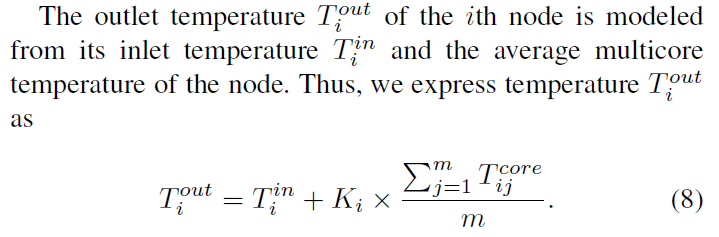 The outlet temperature $T_i^{out}$ of the $i$th node is modeled
from its inlet temperature $T_i^{in}$ and the average multicore
temperature of the node. Thus, we express temperature $T_i^{out}$
as
$T_i^{out} = T_i^{in} + K_i \times \frac{\sum_{j=1}^{m} T_{ij}^{core}}{m}.$ (8)